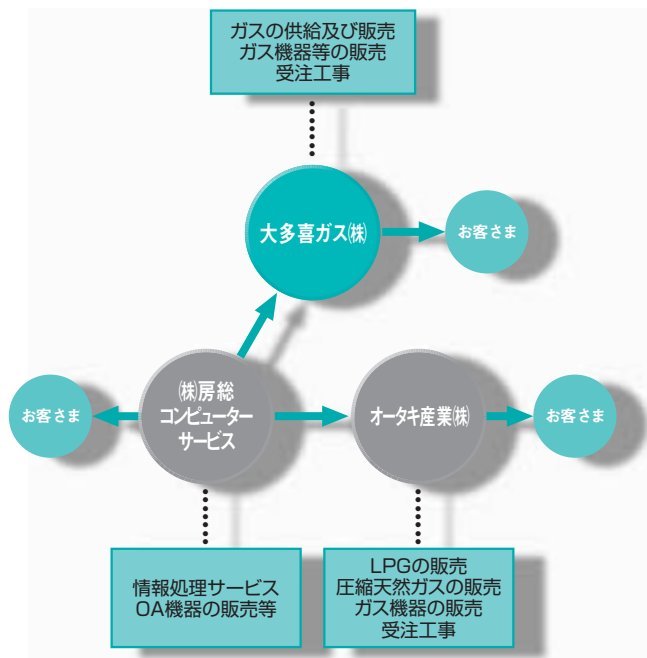 ガスの供給及び販売
ガス機器等の販売
受注工事
大多喜ガス㈱
お客さま
㈱房総
コンピューター
サービス
お客さま
オータキ産業㈱
お客さま
情報処理サービス
OA機器の販売等
LPGの販売
圧縮天然ガスの販売
ガス機器の販売
受注工事